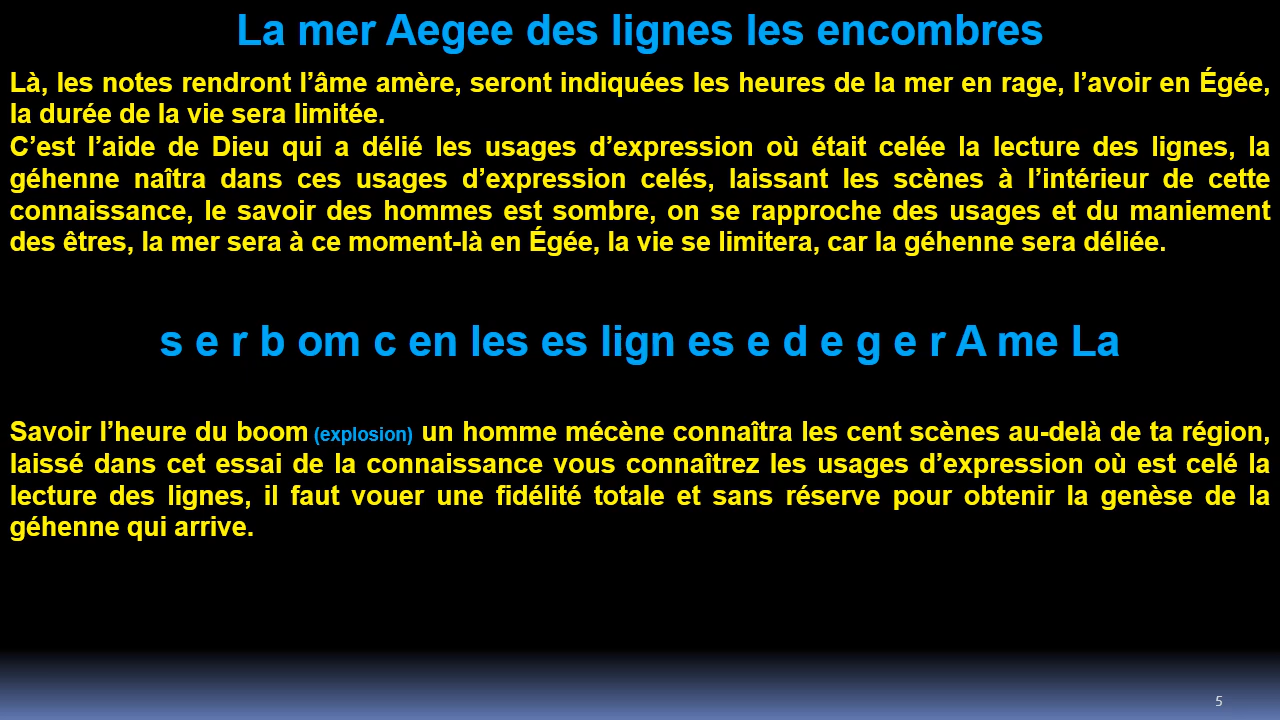 La mer Aegee des lignes les encombres
Là, les notes rendront l’âme amère, seront indiquées les heures de la mer en rage, l’avoir en Égée,
la durée de la vie sera limitée.
C’est l’aide de Dieu qui a délié les usages d’expression où était celée la lecture des lignes, la
géhenne naîtra dans ces usages d’expression celés, laissant les scènes à l’intérieur de cette
connaissance, le savoir des hommes est sombre, on se rapproche des usages et du maniement
des êtres, la mer sera à ce moment-là en Égée, la vie se limitera, car la géhenne sera déliée.
s e r b om c en les es lign es e d e g e r A me La
Savoir l’heure du boom (explosion) un homme mécène connaîtra les cent scènes au-delà de ta région,
laissé dans cet essai de la connaissance vous connaîtrez les usages d’expression où est celé la
lecture des lignes, il faut vouer une fidélité totale et sans réserve pour obtenir la genèse de la
géhenne qui arrive.
5